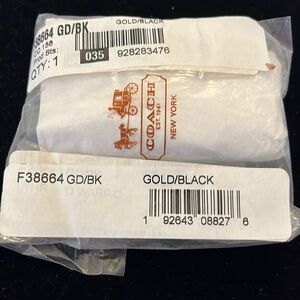 F38664 GD/BK
GOLD/BLACK
QTY: 1
035
928283476
COACH
EST. 1941
NEW YORK
F38664 GD/BK
GOLD/BLACK
1 92643 08827 6